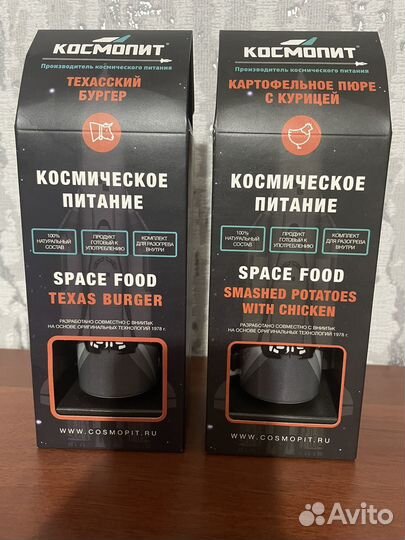 КОСМОПИТ
Производитель космического питания
ТЕХАССКИЙ
БУРГЕР
КОСМИЧЕСКОЕ
ПИТАНИЕ
100%
НАТУРАЛЬНЫЙ
СОСТАВ
ПРОДУКТ
ГОТОВЫЙ К
УПОТРЕБЛЕНИЮ
КОМПЛЕКТ
ДЛЯ РАЗОГРЕВА
ВНУТРИ
SPACE FOOD
TEXAS BURGER
РАЗРАБОТАНО СОВМЕСТНО С ВНИИТеК
НА ОСНОВЕ ОРИГИНАЛЬНЫХ ТЕХНОЛОГИЙ 1978 г.
WWW.COSMOPIT.RU
КОСМОПИТ
Производитель космического питания
КАРТОФЕЛЬНОЕ ПЮРЕ
С КУРИЦЕЙ
КОСМИЧЕСКОЕ
ПИТАНИЕ
100%
НАТУРАЛЬНЫЙ
СОСТАВ
ПРОДУКТ
ГОТОВЫЙ К
УПОТРЕБЛЕНИЮ
КОМПЛЕКТ
ДЛЯ РАЗОГРЕВА
ВНУТРИ
SPACE FOOD
SMASHED POTATOES
WITH CHICKEN
РАЗРАБОТАНО СОВМЕСТНО С ВНИИТеК
НА ОСНОВЕ ОРИГИНАЛЬНЫХ ТЕХНОЛОГИЙ 1978 г.
WWW.COSMOPIT.RU
Avito